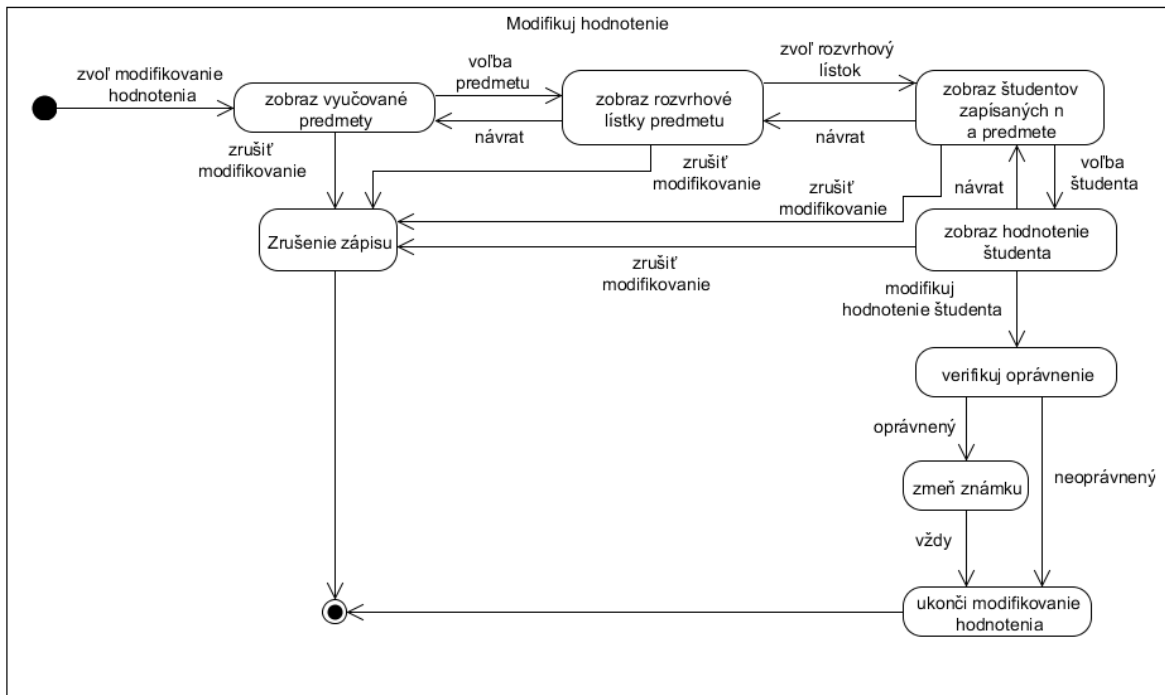 Modifikuj hodnotenie
zvoľ modifikovanie
hodnotenia
zobraz vyučované
predmety
voľba
predmetu
návrat
zobraz rozvrhové
lístky predmetu
zvoľ rozvrhový
lístok
návrat
zobraz študentov
zapísaných n
a predmete
zrušiť
modifikovanie
zrušiť
modifikovanie
zrušiť
modifikovanie
návrat
voľba
študenta
Zrušenie zápisu
zobraz hodnotenie
študenta
zrušiť
modifikovanie
modifikuj
hodnotenie študenta
verifikuj oprávnenie
oprávnený
neoprávnený
zmeň známku
vždy
ukonči modifikovanie
hodnotenia